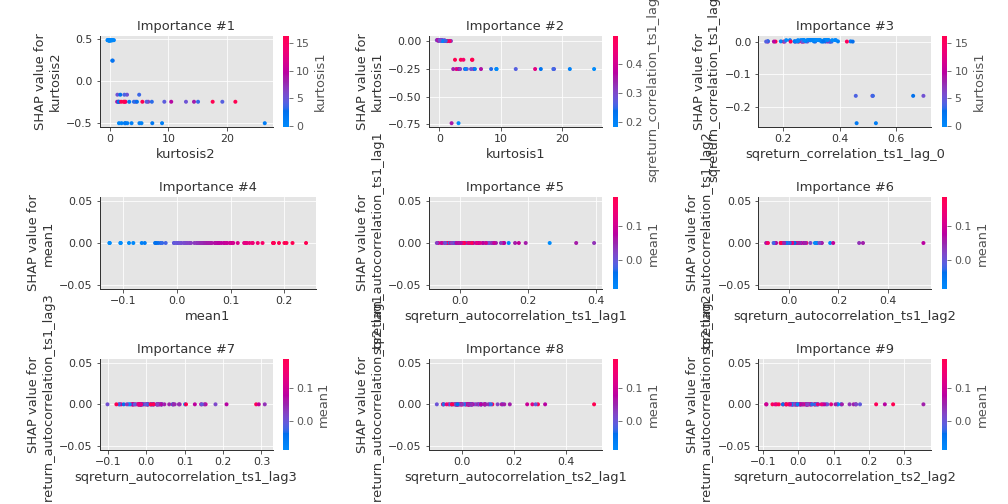 Importance #1
Importance #2
Importance #3
SHAP value for
kurtosis2
0.5
0.0
−0.5
0
10
20
kurtosis2
15
10
5
0
kurtosis1
SHAP value for
kurtosis1
0.00
−0.25
−0.50
−0.75
0
10
20
kurtosis1
0.4
0.3
0.2
sqreturn_correlation_ts1_lag_
SHAP value for
sqreturn_correlation_ts1_lag_
0.0
−0.1
−0.2
0.2
0.4
0.6
sqreturn_correlation_ts1_lag_0
15
10
5
0
kurtosis1
Importance #4
Importance #5
Importance #6
SHAP value for
mean1
0.05
0.00
−0.05
−0.1
0.0
0.1
0.2
mean1
SHAP value for
sqreturn_autocorrelation_ts1_lag1
0.05
0.00
−0.05
0.0
0.2
0.4
sqreturn_autocorrelation_ts1_lag1
0.1
0.0
mean1
SHAP value for
sqreturn_autocorrelation_ts1_lag2
0.05
0.00
−0.05
0.0
0.2
0.4
sqreturn_autocorrelation_ts1_lag2
0.1
0.0
mean1
Importance #7
Importance #8
Importance #9
SHAP value for
return_autocorrelation_ts1_lag3
0.05
0.00
−0.05
−0.1
0.0
0.1
0.2
0.3
sqreturn_autocorrelation_ts1_lag3
0.1
0.0
mean1
SHAP value for
return_autocorrelation_ts2_lag1
0.05
0.00
−0.05
0.0
0.2
0.4
sqreturn_autocorrelation_ts2_lag1
0.1
0.0
mean1
SHAP value for
return_autocorrelation_ts2_lag2
0.05
0.00
−0.05
−0.1
0.0
0.1
0.2
0.3
sqreturn_autocorrelation_ts2_lag2
0.1
0.0
mean1